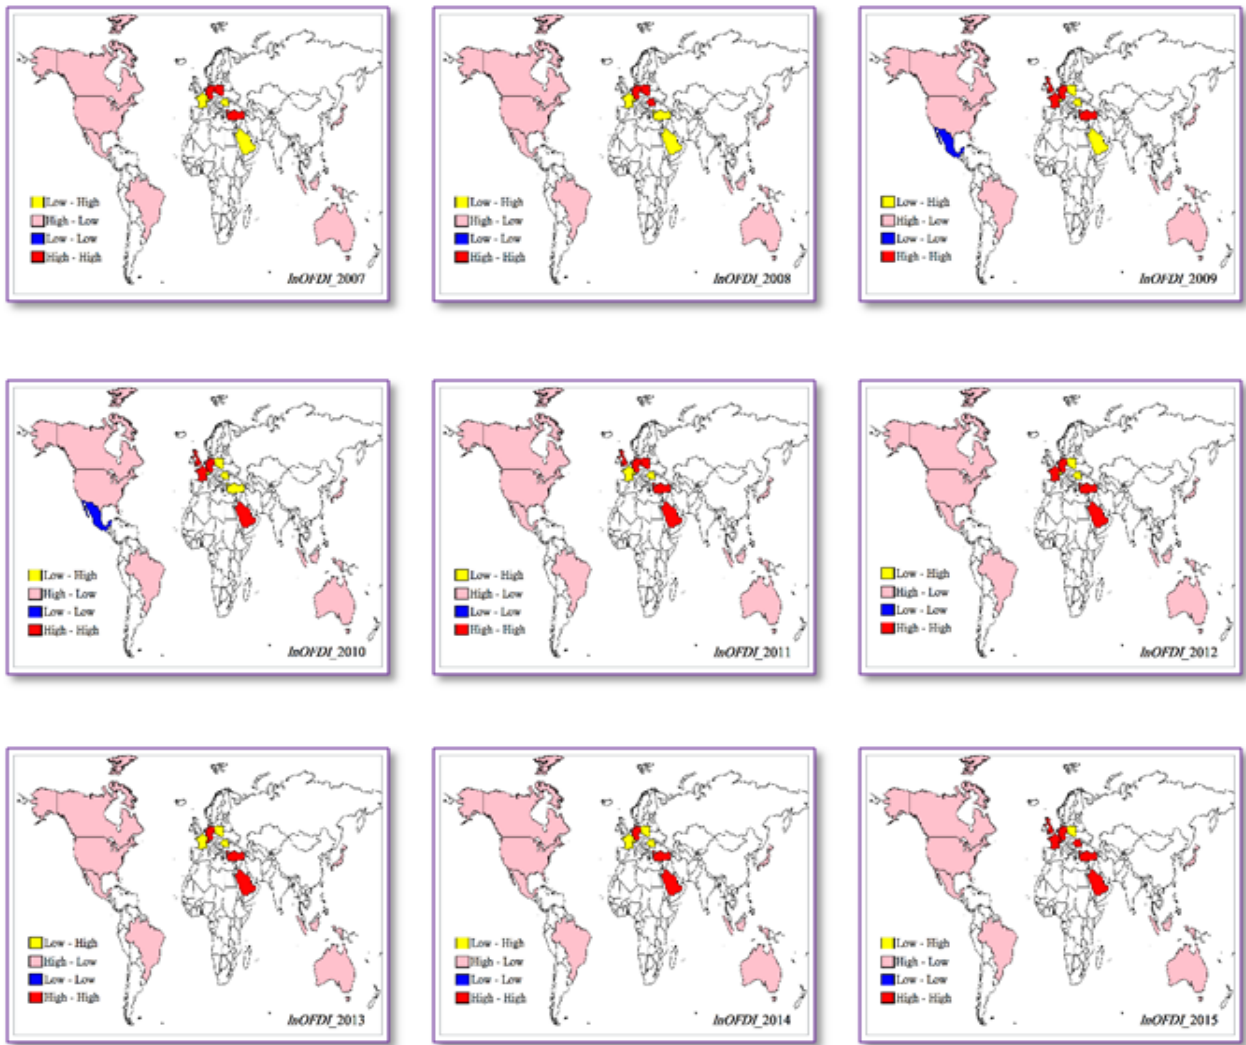 Low - High
High - Low
Low - Low
High - High
lnOFDI_2007
Low - High
High - Low
Low - Low
High - High
lnOFDI_2008
Low - High
High - Low
Low - Low
High - High
lnOFDI_2009
Low - High
High - Low
Low - Low
High - High
lnOFDI_2010
Low - High
High - Low
Low - Low
High - High
lnOFDI_2011
Low - High
High - Low
Low - Low
High - High
lnOFDI_2012
Low - High
High - Low
Low - Low
High - High
lnOFDI_2013
Low - High
High - Low
Low - Low
High - High
lnOFDI_2014
Low - High
High - Low
Low - Low
High - High
lnOFDI_2015